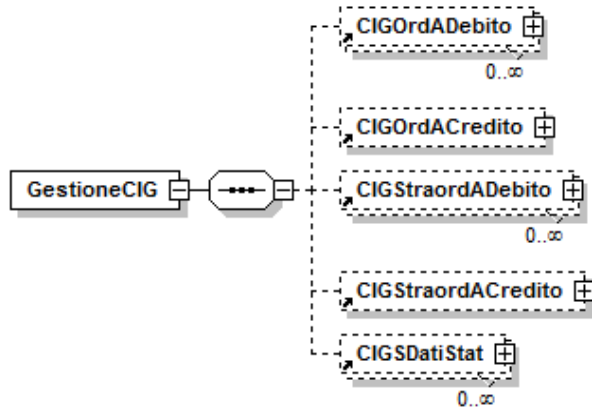 CIGOrdADebito
0..∞
CIGOrdACredito
GestioneCIG
CIGStraordADebito
0..∞
CIGStraordACredito
CIGSDatiStat
0..∞